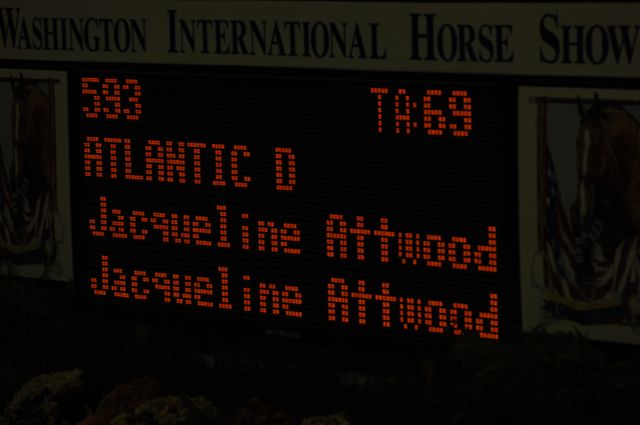 Washington International Horse Show
593 TA:69
ATLANTIC D
Jacqueline Attwood
Jacqueline Attwood